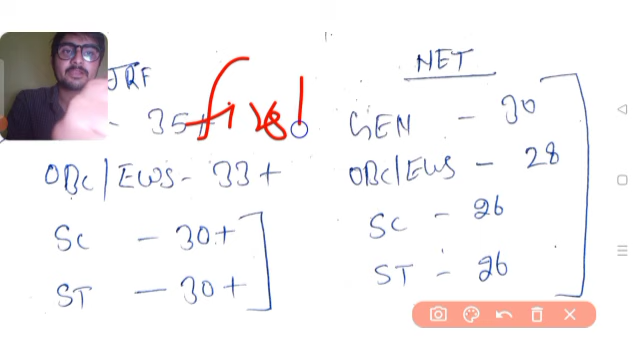 JRF
- 35+ fixed
OBC/EWS - 33+
SC - 30+
ST - 30+
NET
GEN - 30
OBC/EWS - 28
SC - 26
ST - 26